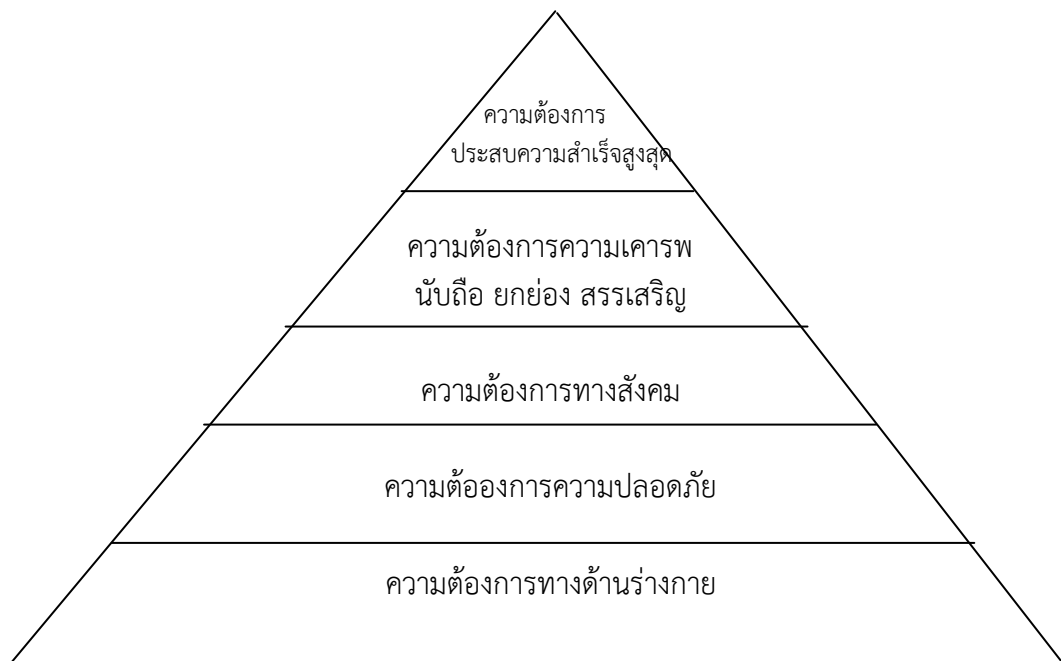 ความต้องการ
ประสบความสำเร็จสูงสุด
ความต้องการความเคารพ
นับถือ ยกย่อง สรรเสริญ
ความต้องการทางสังคม
ความต้อองการความปลอดภัย
ความต้องการทางด้านร่างกาย